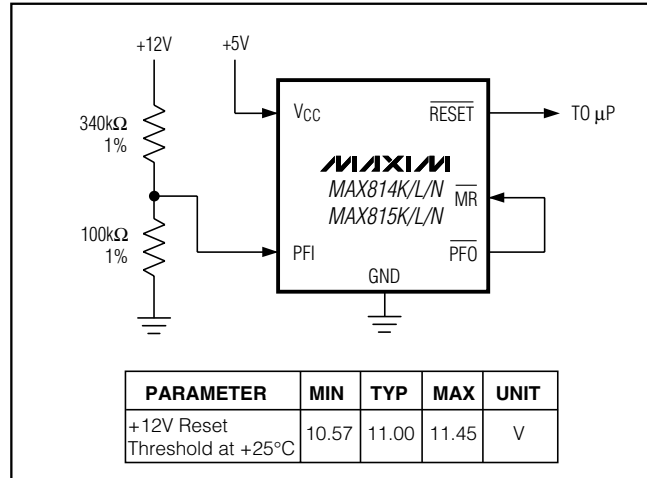 +12V
+5V
340kΩ
1%
100kΩ
1%
VCC
RESET
TO µP
MAXIM
MAX814K/L/N
MAX815K/L/N
MR
PFI
PFO
GND
PARAMETER MIN TYP MAX UNIT
+12V Reset
Threshold at +25°C 10.57 11.00 11.45 V